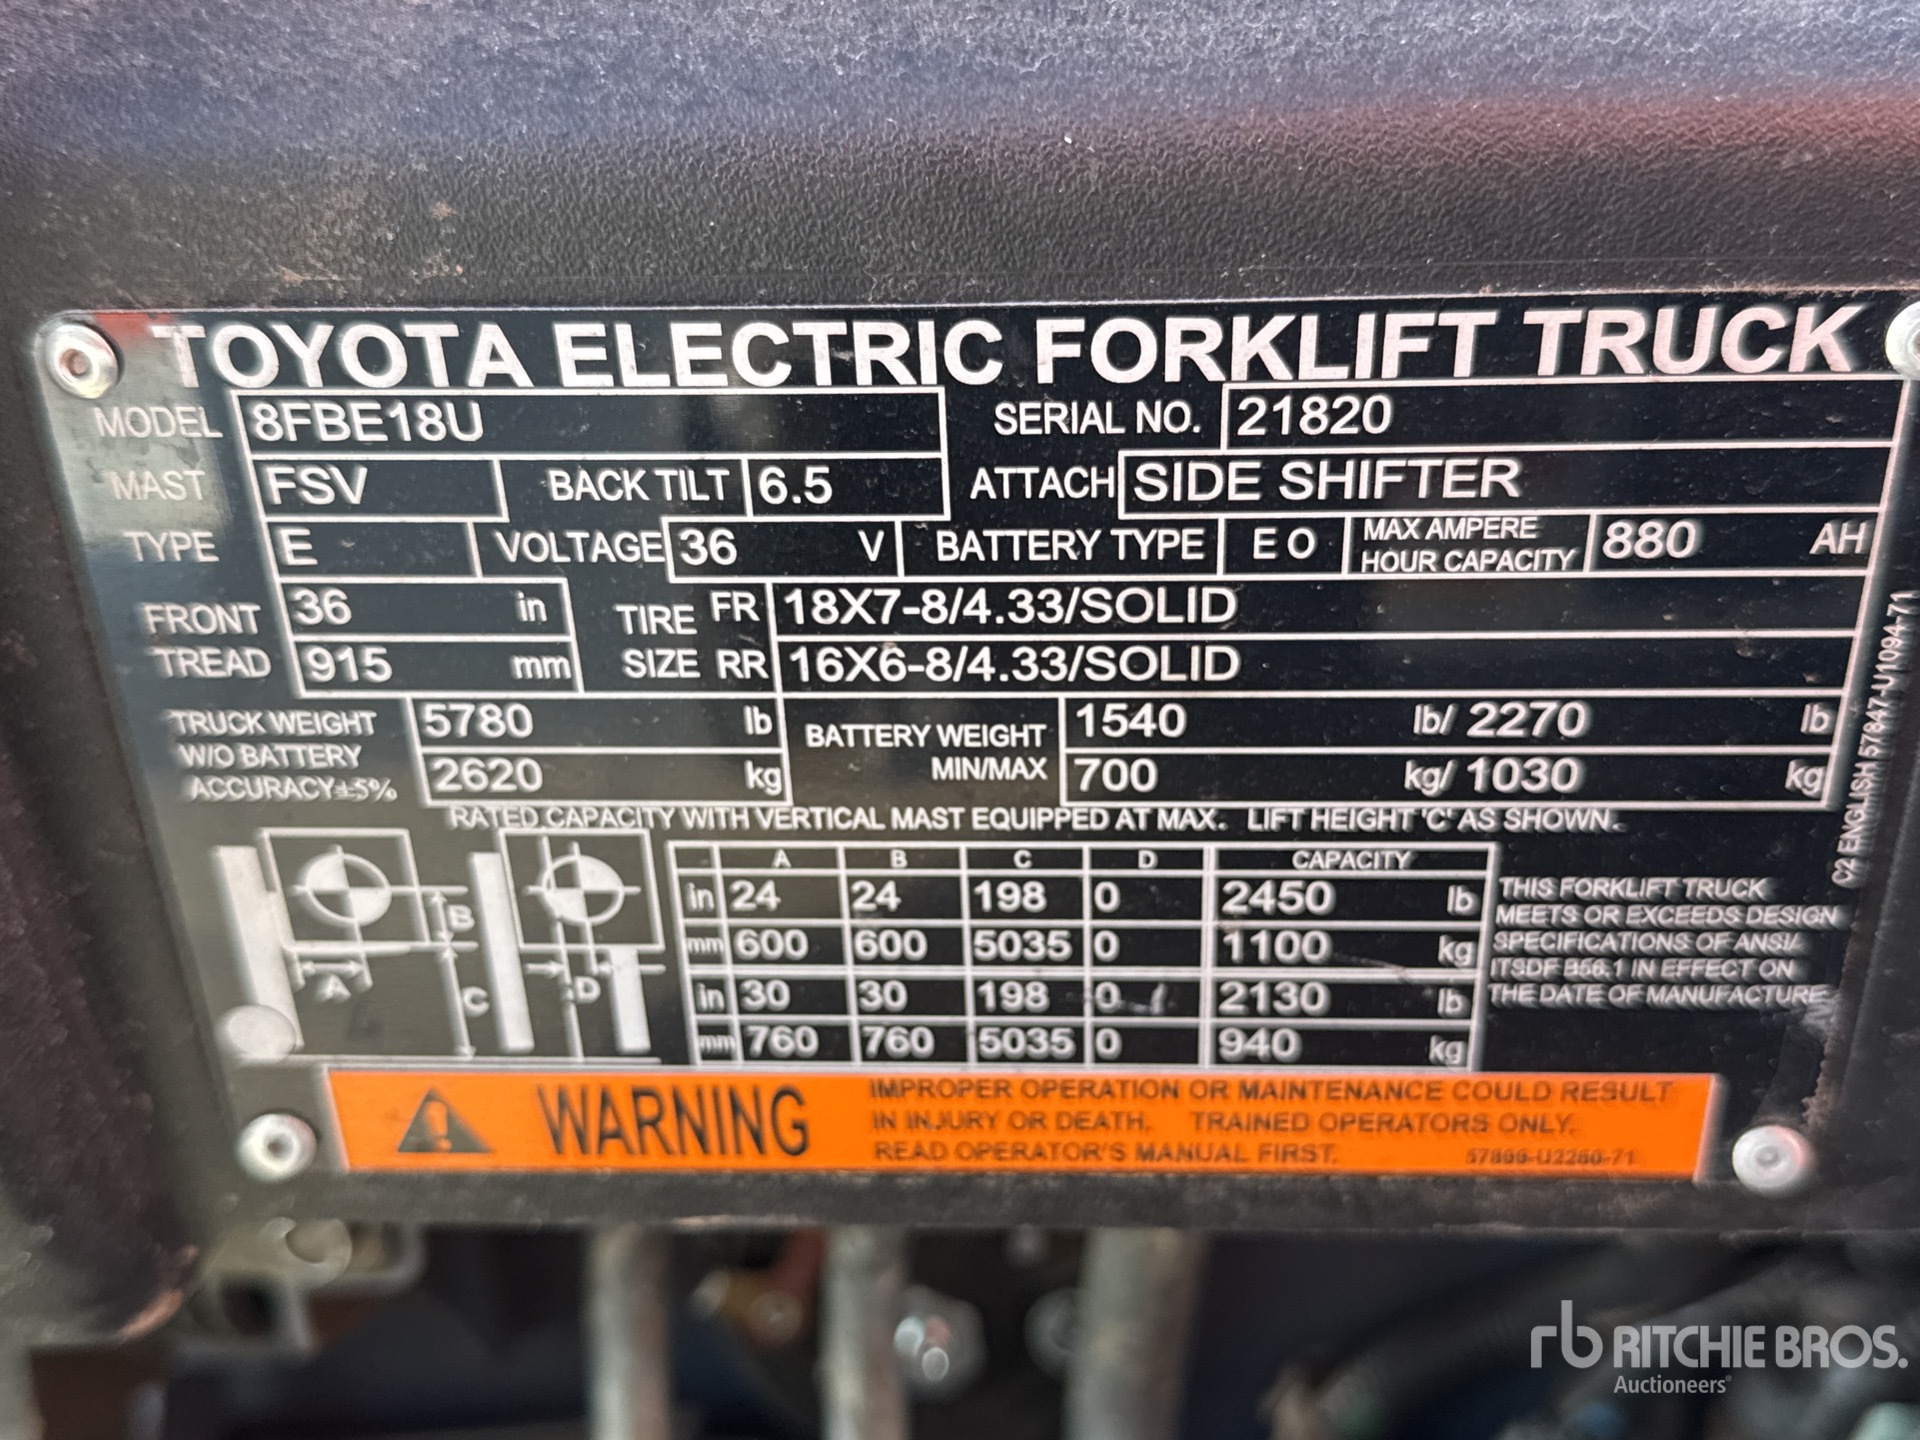 TOYOTA ELECTRIC FORKLIFT TRUCK
MODEL 8FBE18U SERIAL NO. 21820
MAST FSV BACK TILT 6.5 ATTACH SIDE SHIFTER
TYPE E VOLTAGE 36 V BATTERY TYPE E O MAX AMPERE HOUR CAPACITY 880 AH
FRONT TREAD 36 in TIRE SIZE FR 18X7-8/4.33/SOLID
915 mm RR 16X6-8/4.33/SOLID
TRUCK WEIGHT W/O BATTERY ACCURACY±5% 5780 lb BATTERY WEIGHT MIN/MAX 1540 lb/ 2270 lb
2620 kg 700 kg/ 1030 kg
RATED CAPACITY WITH VERTICAL MAST EQUIPPED AT MAX. LIFT HEIGHT 'C' AS SHOWN.
A B C D
A B C D CAPACITY
in 24 24 198 0 2450 lb
mm 600 600 5035 0 1100 kg
in 30 30 198 0 2130 lb
mm 760 760 5035 0 940 kg
THIS FORKLIFT TRUCK
MEETS OR EXCEEDS DESIGN
SPECIFICATIONS OF ANSI/
ITSDF B56.1 IN EFFECT ON
THE DATE OF MANUFACTURE
C2 ENGLISH 57847-U1094-71
WARNING
IMPROPER OPERATION OR MAINTENANCE COULD RESULT
IN INJURY OR DEATH. TRAINED OPERATORS ONLY.
READ OPERATOR'S MANUAL FIRST.
rb RITCHIE BROS.
Auctioneers